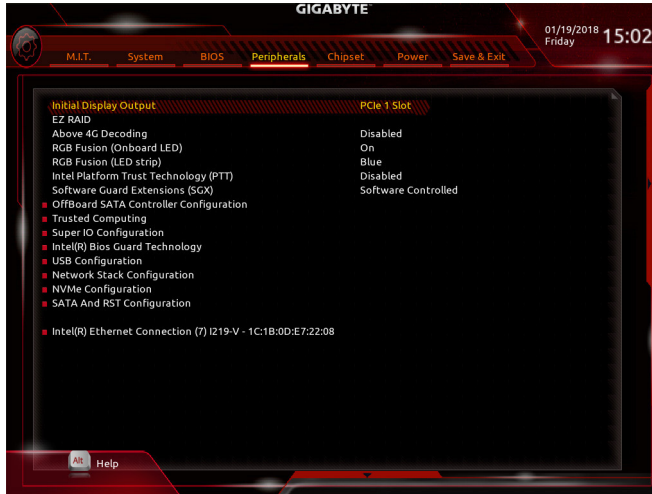 GIGABYTE
01/19/2018
Friday
15:02
M.I.T. System BIOS Peripherals Chipset Power Save & Exit
Initial Display Output PCIe 1 Slot
EZ RAID
Above 4G Decoding Disabled
RGB Fusion (Onboard LED) On
RGB Fusion (LED strip) Blue
Intel Platform Trust Technology (PTT) Disabled
Software Guard Extensions (SGX) Software Controlled
OffBoard SATA Controller Configuration
Trusted Computing
Super IO Configuration
Intel(R) Bios Guard Technology
USB Configuration
Network Stack Configuration
NVMe Configuration
SATA And RST Configuration
Intel(R) Ethernet Connection (7) I219-V - 1C:1B:0D:E7:22:08
Alt Help